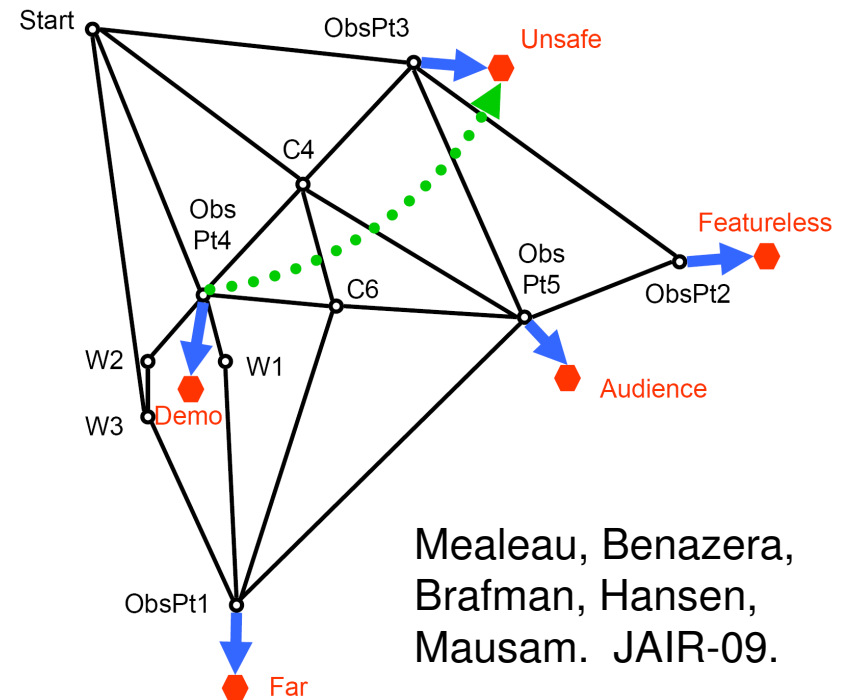 Start
ObsPt3
Unsafe
C4
Obs
Pt4
Featureless
Obs
Pt5
C6
ObsPt2
W2
W1
Audience
Demo
W3
Mealeau, Benazera,
Brafman, Hansen,
Mausam. JAIR-09.
ObsPt1
Far